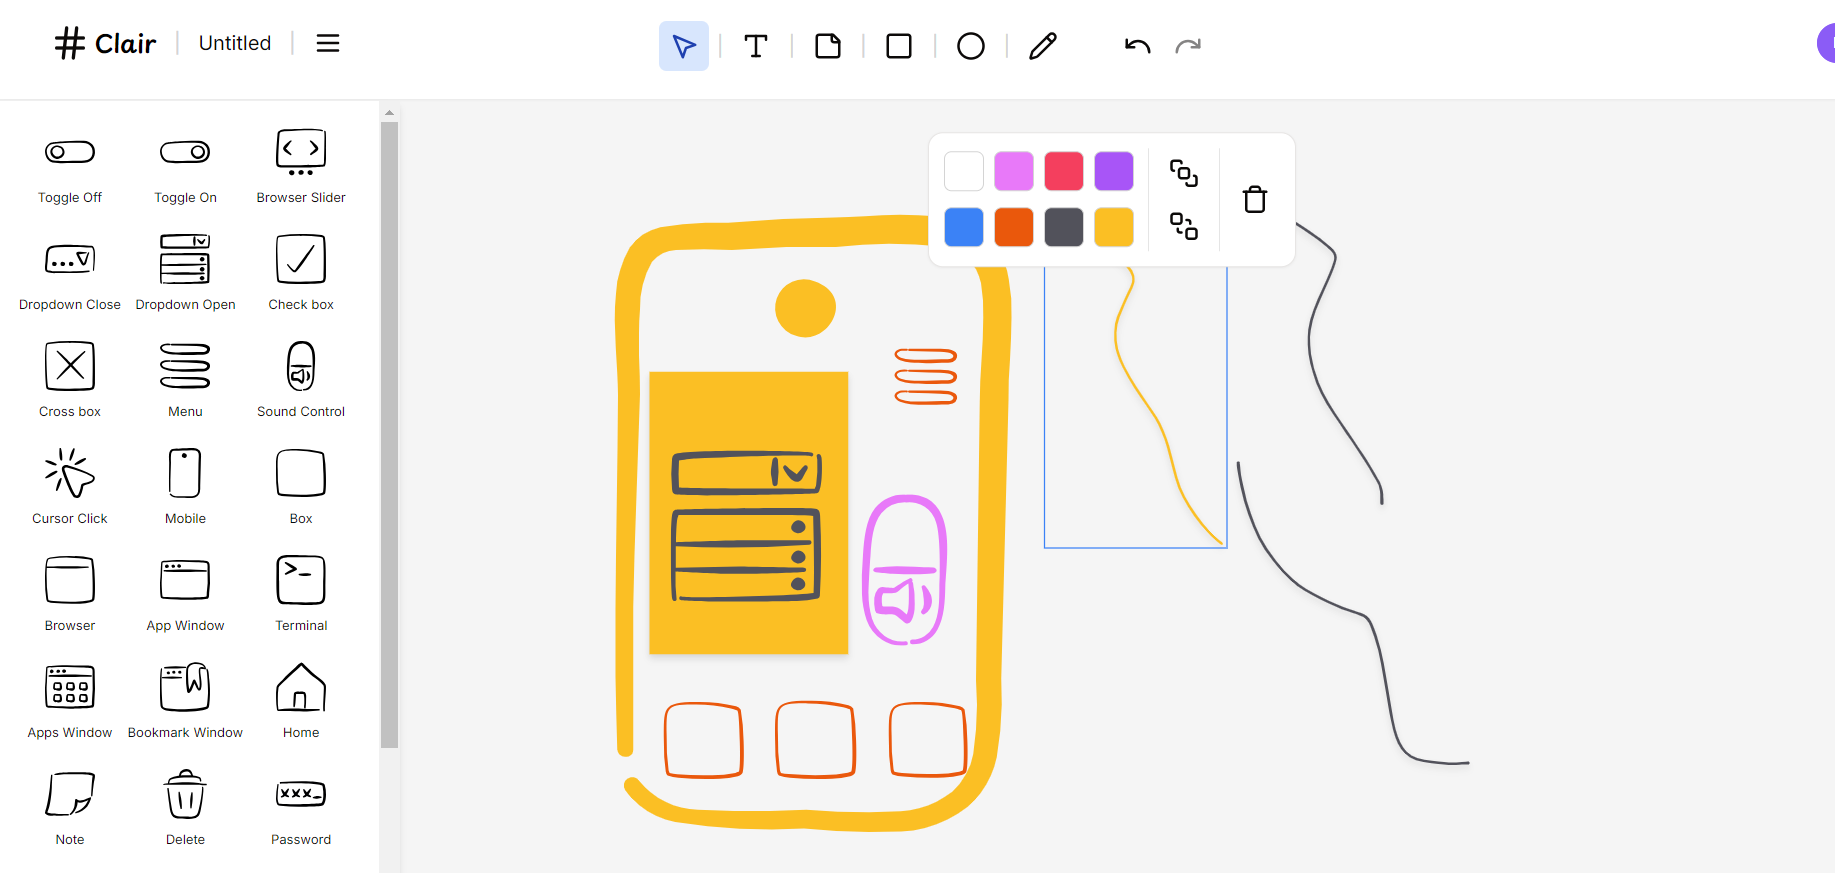 Clair
Untitled
Toggle Off
Toggle On
Browser Slider
Dropdown Close
Dropdown Open
Check box
Cross box
Menu
Sound Control
Cursor Click
Mobile
Box
Browser
App Window
Terminal
Apps Window
Bookmark Window
Home
Note
Delete
Password